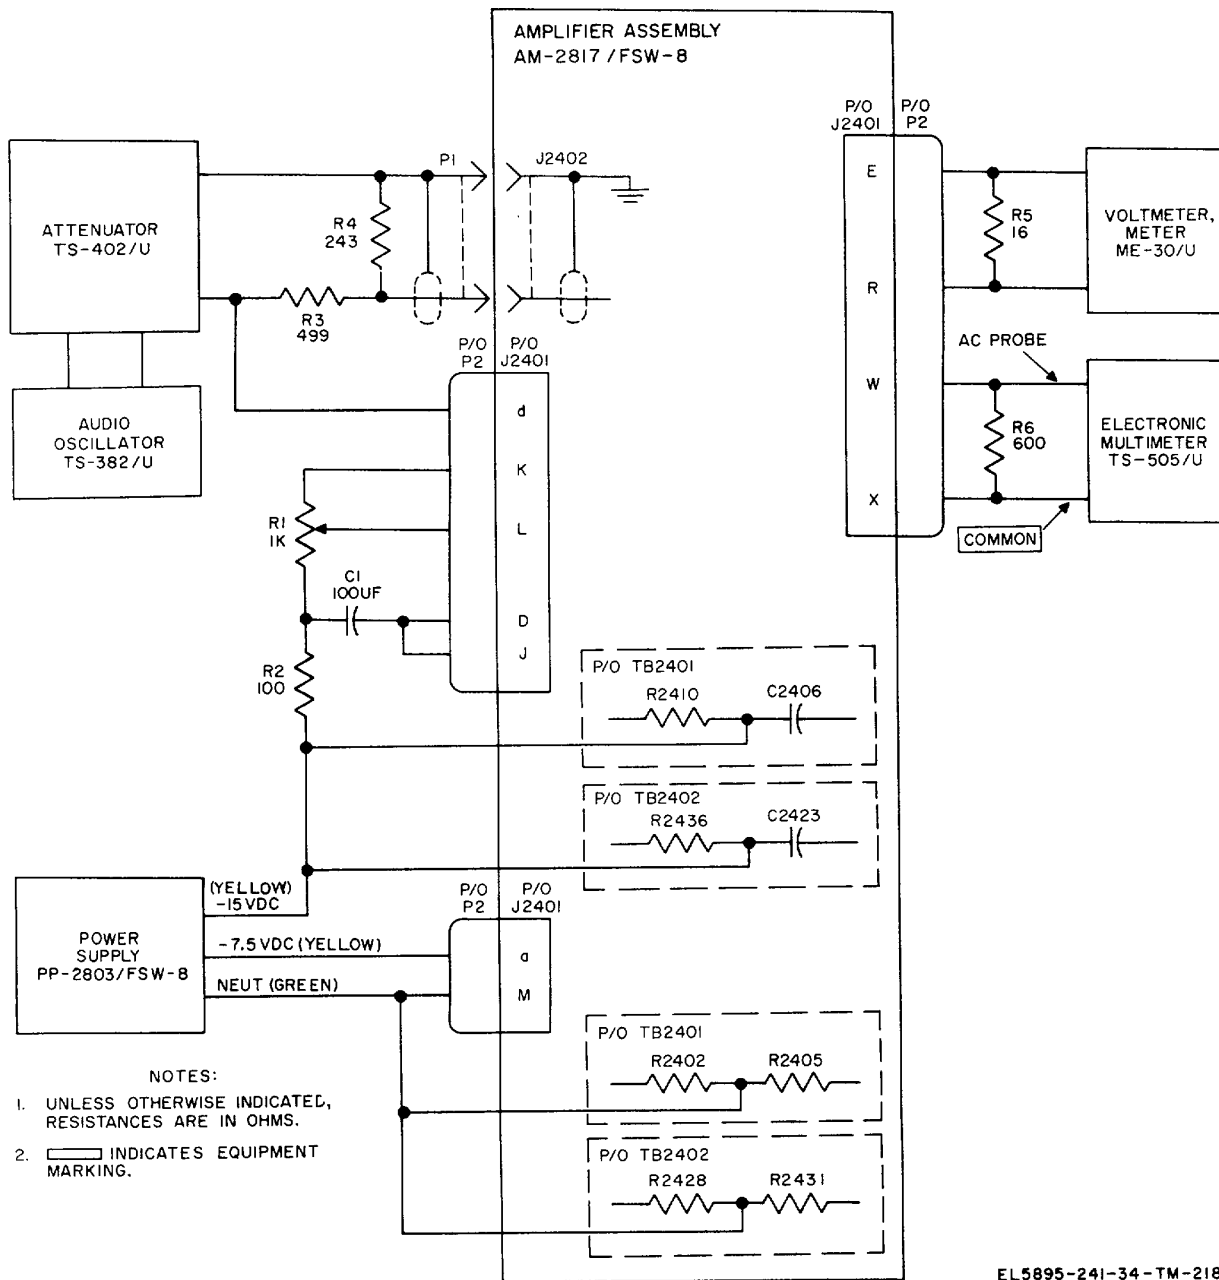 AMPLIFIER ASSEMBLY
AM-2817/FSW-8
P/O
J2401
P/O
P2
ATTENUATOR
TS-402/U
P1
J2402
R4
243
R3
499
AUDIO
OSCILLATOR
TS-382/U
P/O
P2
P/O
J2401
d
K
L
D
J
R1
1K
C1
100UF
R2
100
E
R
W
X
R5
16
VOLTMETER,
METER
ME-30/U
AC PROBE
R6
600
ELECTRONIC
MULTIMETER
TS-505/U
COMMON
P/O TB2401
R2410
C2406
P/O TB2402
R2436
C2423
POWER
SUPPLY
PP-2803/FSW-8
(YELLOW)
-15VDC
-7.5 VDC (YELLOW)
NEUT (GREEN)
P/O
P2
P/O
J2401
a
M
P/O TB2401
R2402
R2405
P/O TB2402
R2428
R2431
NOTES:
1. UNLESS OTHERWISE INDICATED,
RESISTANCES ARE IN OHMS.
2. INDICATES EQUIPMENT
MARKING.
EL5895-241-34-TM-218